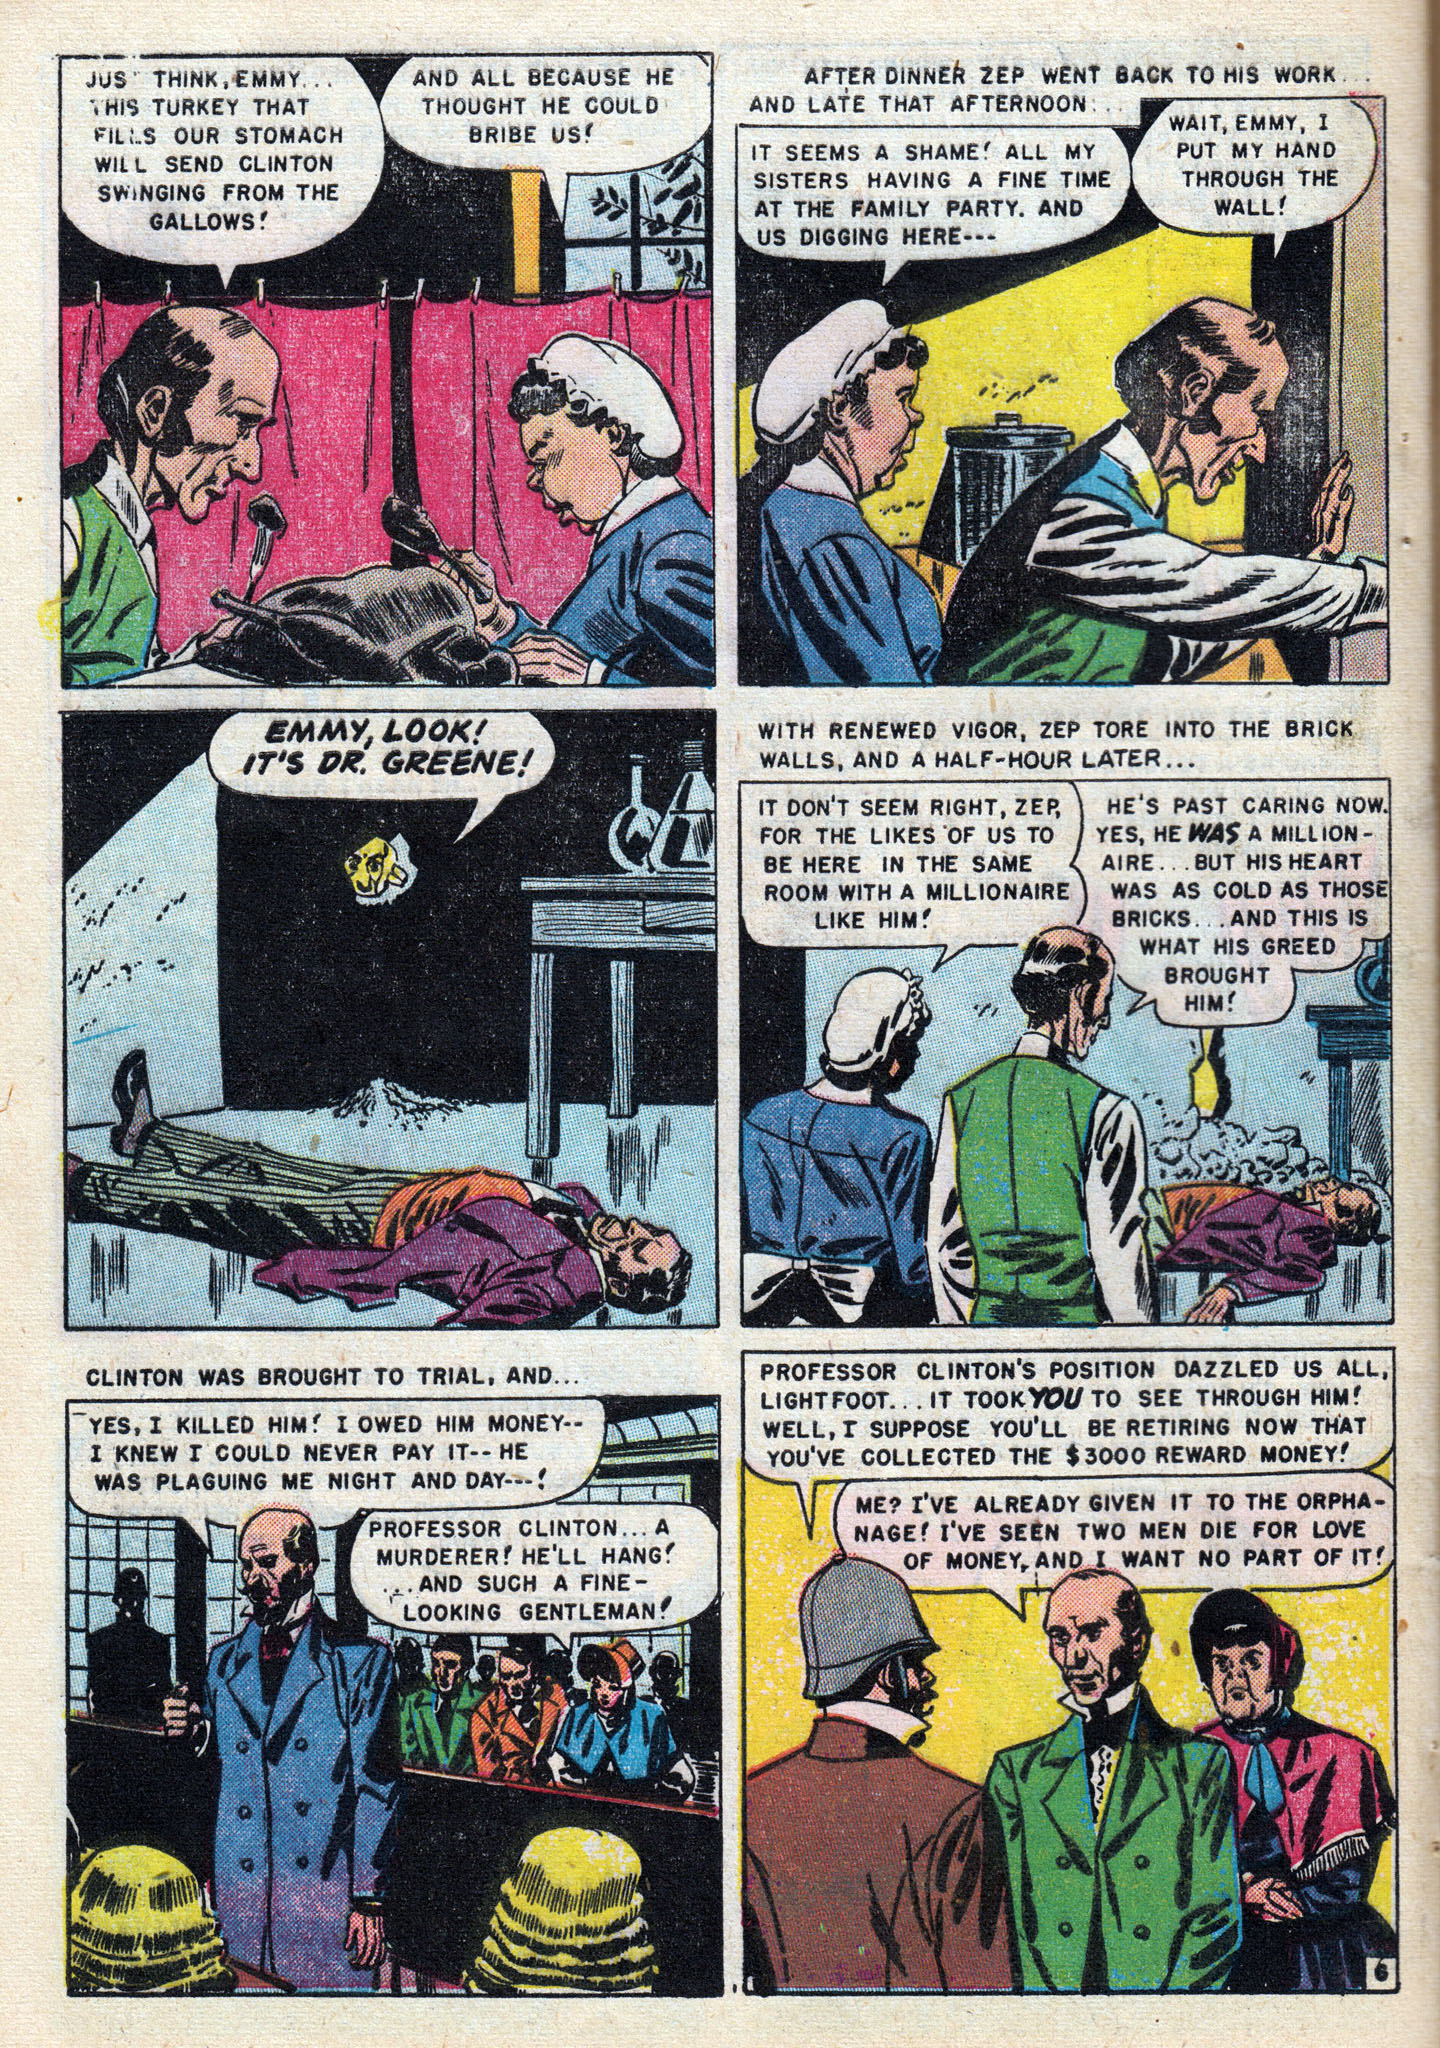 JUST THINK, EMMY...
THIS TURKEY THAT
FILLS OUR STOMACH
WILL SEND CLINTON
SWINGING FROM THE
GALLOWS!
AND ALL BECAUSE HE
THOUGHT HE COULD
BRIBE US!
AFTER DINNER ZEP WENT BACK TO HIS WORK...
AND LATE THAT AFTERNOON...
IT SEEMS A SHAME! ALL MY
SISTERS HAVING A FINE TIME
AT THE FAMILY PARTY. AND
US DIGGING HERE---
WAIT, EMMY, I
PUT MY HAND
THROUGH THE
WALL!
EMMY, LOOK!
IT'S DR. GREENE!
WITH RENEWED VIGOR, ZEP TORE INTO THE BRICK
WALLS, AND A HALF-HOUR LATER...
IT DON'T SEEM RIGHT, ZEP,
FOR THE LIKES OF US TO
BE HERE IN THE SAME
ROOM WITH A MILLIONAIRE
LIKE HIM!
HE'S PAST CARING NOW.
YES, HE WAS A MILLION-
AIRE... BUT HIS HEART
WAS AS COLD AS THOSE
BRICKS... AND THIS IS
WHAT HIS GREED
BROUGHT
HIM!
CLINTON WAS BROUGHT TO TRIAL, AND...
YES, I KILLED HIM! I OWED HIM MONEY--
I KNEW I COULD NEVER PAY IT-- HE
WAS PLAGUING ME NIGHT AND DAY---!
PROFESSOR CLINTON... A
MURDERER! HE'LL HANG!
...AND SUCH A FINE-
LOOKING GENTLEMAN!
PROFESSOR CLINTON'S POSITION DAZZLED US ALL,
LIGHTFOOT... IT TOOK YOU TO SEE THROUGH HIM!
WELL, I SUPPOSE YOU'LL BE RETIRING NOW THAT
YOU'VE COLLECTED THE $3000 REWARD MONEY!
ME? I'VE ALREADY GIVEN IT TO THE ORPHA-
NAGE! I'VE SEEN TWO MEN DIE FOR LOVE
OF MONEY, AND I WANT NO PART OF IT!
6